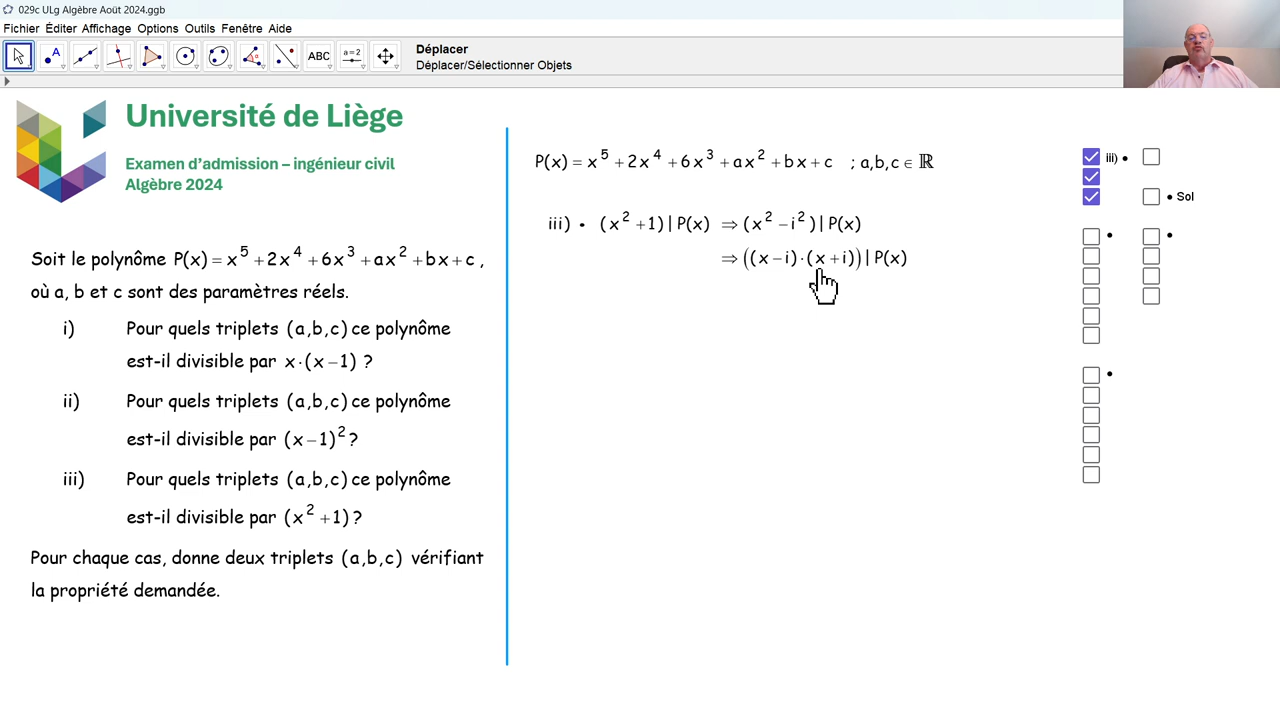 029c ULg Algèbre Août 2024.ggb
Fichier Éditer Affichage Options Outils Fenêtre Aide
A
ABC
a=2
Déplacer
Déplacer/Sélectionner Objets
Université de Liège
Examen d’admission – ingénieur civil
Algèbre 2024
Soit le polynôme P(x) = x⁵ + 2x⁴ + 6x³ + ax² + bx + c ,
où a, b et c sont des paramètres réels.
i) Pour quels triplets (a,b,c) ce polynôme
est-il divisible par x·(x−1) ?
ii) Pour quels triplets (a,b,c) ce polynôme
est-il divisible par (x−1)² ?
iii) Pour quels triplets (a,b,c) ce polynôme
est-il divisible par (x² +1) ?
Pour chaque cas, donne deux triplets (a,b,c) vérifiant
la propriété demandée.
P(x) = x⁵ + 2x⁴ + 6x³ + ax² + bx + c ; a,b,c ∈ ℝ
iii) • (x² +1) | P(x) ⇒ (x² − i²) | P(x)
⇒ ((x − i)·(x + i)) | P(x)
iii) •
• Sol
• •
•